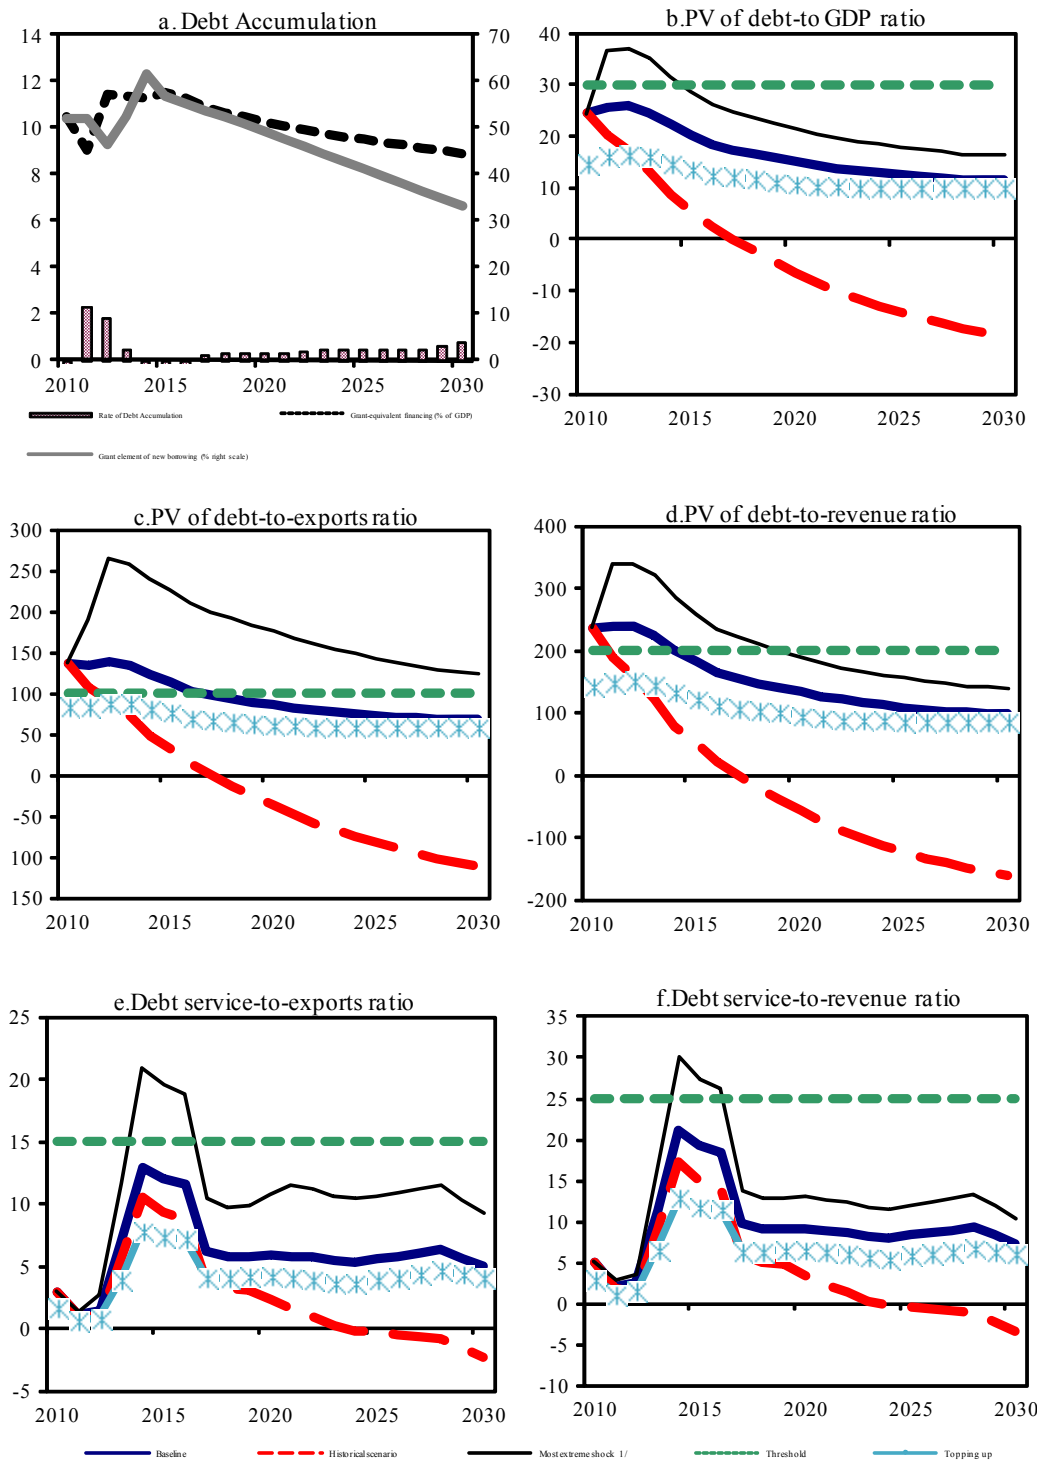 a. Debt Accumulation
14
12
10
8
6
4
2
0
70
60
50
40
30
20
10
0
2010 2015 2020 2025 2030
Rate of Debt Accumulation
Grant-equivalent financing (% of GDP)
Grant element of new borrowing (% right scale)
b.PV of debt-to GDP ratio
40
30
20
10
0
-10
-20
-30
2010 2015 2020 2025 2030
c.PV of debt-to-exports ratio
300
250
200
150
100
50
0
-50
100
150
2010 2015 2020 2025 2030
d.PV of debt-to-revenue ratio
400
300
200
100
0
-100
-200
2010 2015 2020 2025 2030
e.Debt service-to-exports ratio
25
20
15
10
5
0
-5
2010 2015 2020 2025 2030
f.Debt service-to-revenue ratio
35
30
25
20
15
10
5
0
-5
-10
2010 2015 2020 2025 2030
Baseline
Historical scenario
Most extreme shock 1/
Threshold
Topping up